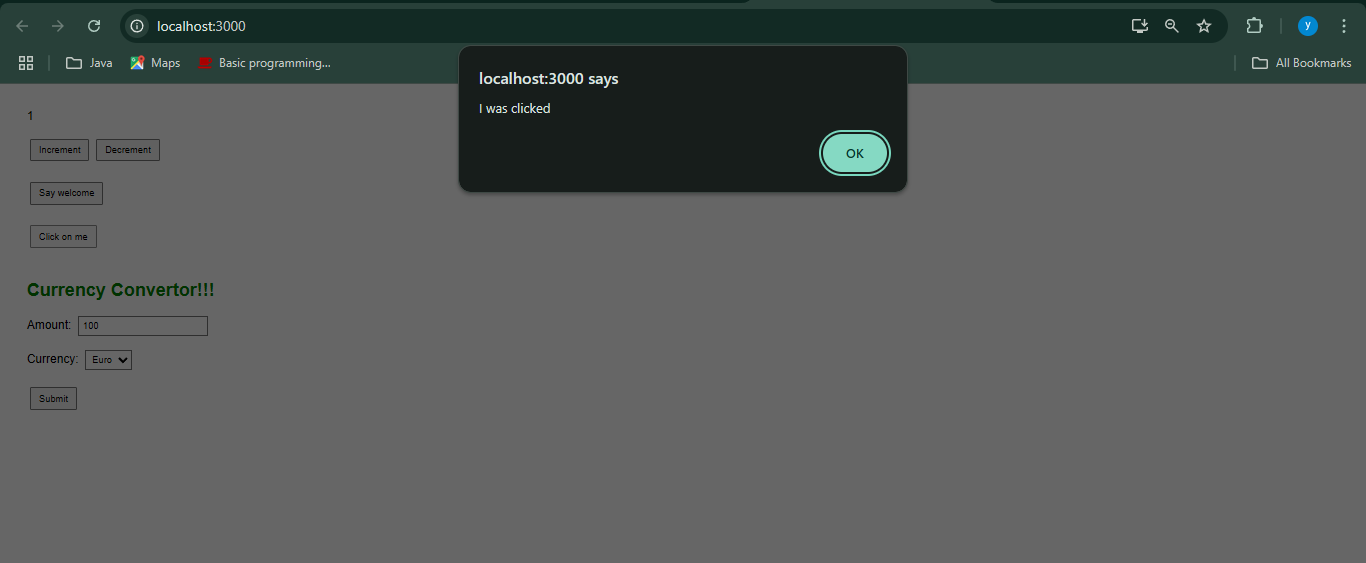 localhost:3000
y
Java
Maps
Basic programming...
All Bookmarks
localhost:3000 says
I was clicked
OK
1
Increment Decrement
Say welcome
Click on me
Currency Convertor!!!
Amount: 100
Currency: Euro
Submit